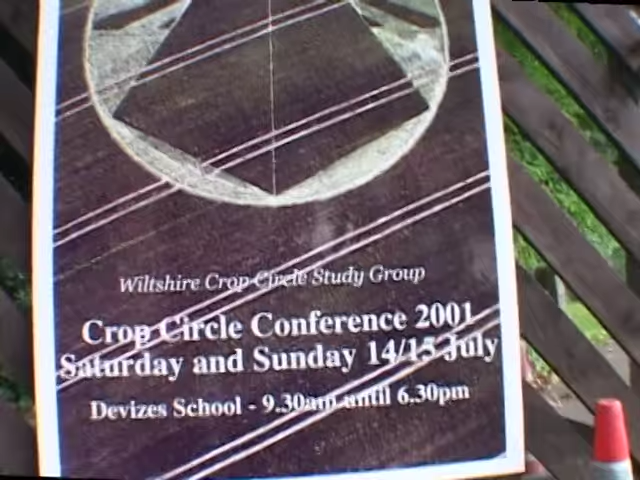 Wiltshire Crop Circle Study Group
Crop Circle Conference 2001
Saturday and Sunday 14/15 July
Devizes School - 9.30am until 6.30pm